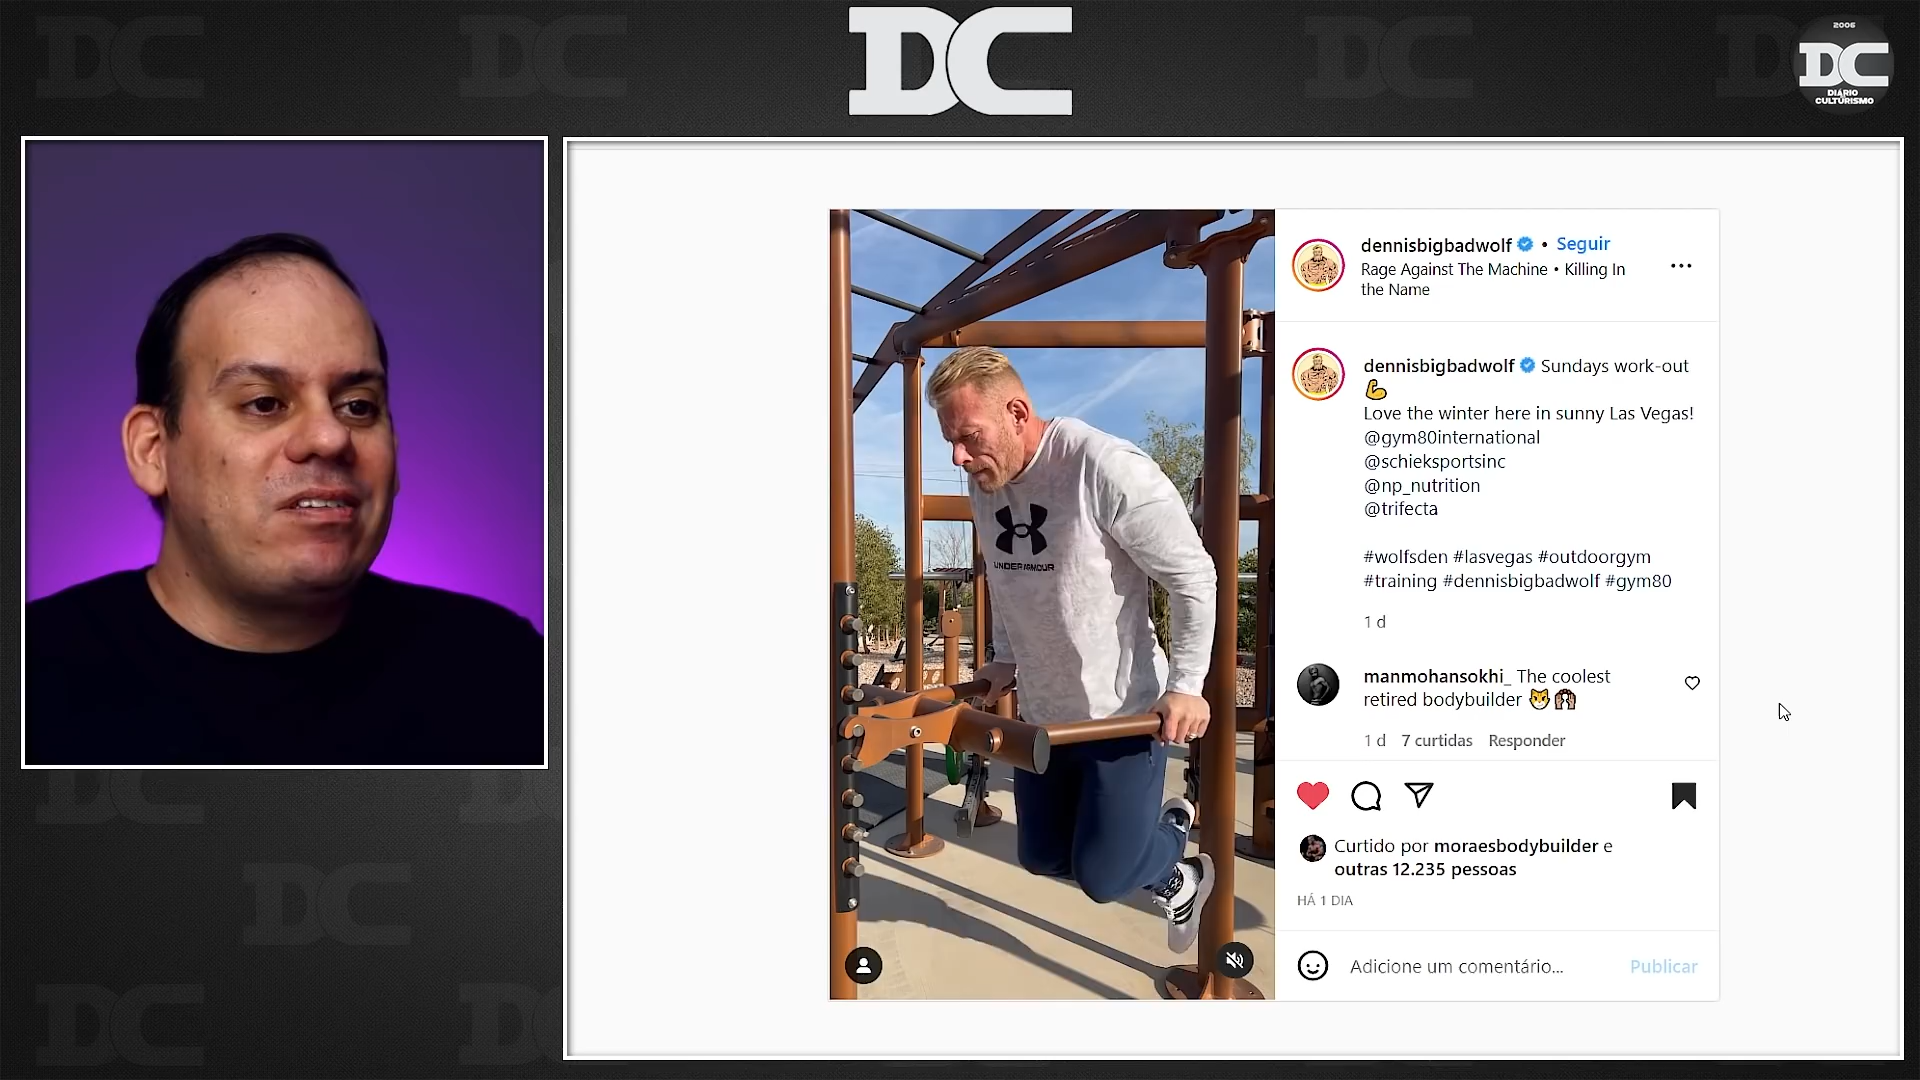 DC
2006
DC
DIÁRIO
CULTURISMO
dennisbigbadwolf • Seguir
Rage Against The Machine • Killing In
the Name
dennisbigbadwolf Sundays work-out
💪
Love the winter here in sunny Las Vegas!
@gym80international
@schieksportsinc
@np_nutrition
@trifecta
#wolfsden #lasvegas #outdoorgym
#training #dennisbigbadwolf #gym80
1 d
manmohansokhi_ The coolest
retired bodybuilder 🐯🙌🏾
1 d 7 curtidas Responder
Curtido por moraesbodybuilder e
outras 12.235 pessoas
HÁ 1 DIA
Adicione um comentário... Publicar
UNDER ARMOUR